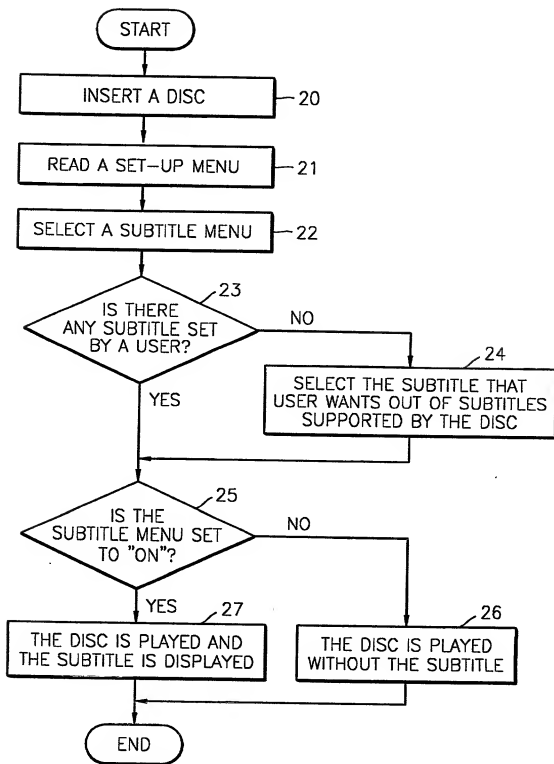 START
INSERT A DISC
20
READ A SET-UP MENU
21
SELECT A SUBTITLE MENU
22
23
IS THERE
ANY SUBTITLE SET
BY A USER?
NO
YES
24
SELECT THE SUBTITLE THAT
USER WANTS OUT OF SUBTITLES
SUPPORTED BY THE DISC
25
IS THE
SUBTITLE MENU SET
TO "ON"?
NO
YES
27
THE DISC IS PLAYED AND
THE SUBTITLE IS DISPLAYED
26
THE DISC IS PLAYED
WITHOUT THE SUBTITLE
END